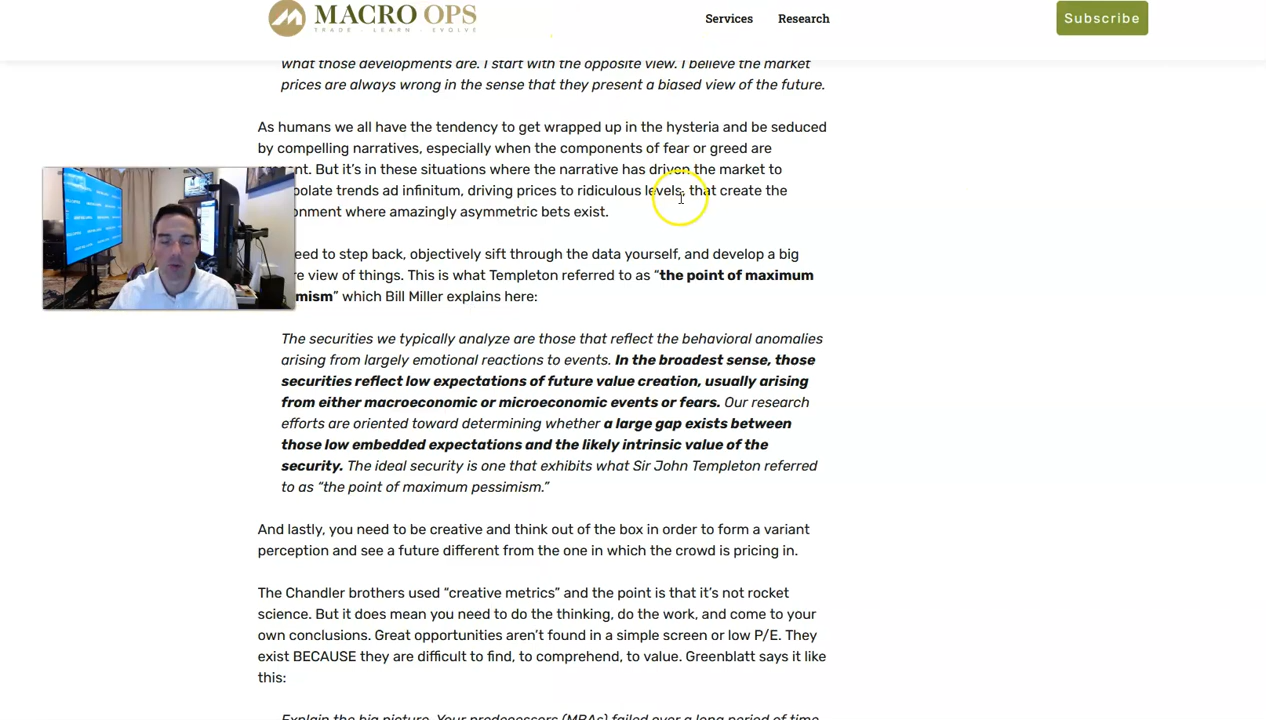 MACRO OPS
TRADE · LEARN · EVOLVE
Services
Research
Subscribe
what those developments are. I start with the opposite view. I believe the market
prices are always wrong in the sense that they present a biased view of the future.
As humans we all have the tendency to get wrapped up in the hysteria and be seduced
by compelling narratives, especially when the components of fear or greed are
nt. But it’s in these situations where the narrative has driven the market to
polate trends ad infinitum, driving prices to ridiculous levels, that create the
onment where amazingly asymmetric bets exist.
eed to step back, objectively sift through the data yourself, and develop a big
re view of things. This is what Templeton referred to as “the point of maximum
mism” which Bill Miller explains here:
The securities we typically analyze are those that reflect the behavioral anomalies
arising from largely emotional reactions to events. In the broadest sense, those
securities reflect low expectations of future value creation, usually arising
from either macroeconomic or microeconomic events or fears. Our research
efforts are oriented toward determining whether a large gap exists between
those low embedded expectations and the likely intrinsic value of the
security. The ideal security is one that exhibits what Sir John Templeton referred
to as “the point of maximum pessimism.”
And lastly, you need to be creative and think out of the box in order to form a variant
perception and see a future different from the one in which the crowd is pricing in.
The Chandler brothers used “creative metrics” and the point is that it’s not rocket
science. But it does mean you need to do the thinking, do the work, and come to your
own conclusions. Great opportunities aren’t found in a simple screen or low P/E. They
exist BECAUSE they are difficult to find, to comprehend, to value. Greenblatt says it like
this:
Explain the big picture. Your predecessors (MBAs) failed over a long period of time